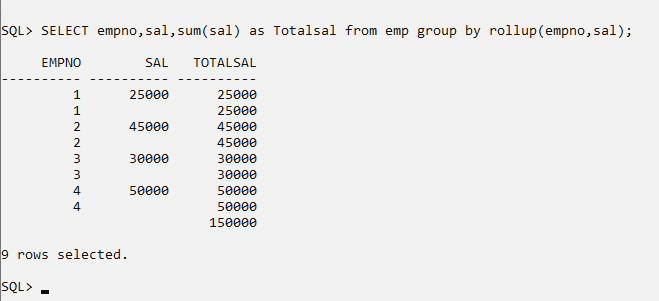 SQL> SELECT empno,sal,sum(sal) as Totalsal from emp group by rollup(empno,sal);
EMPNO SAL TOTALSAL
---------- ---------- ----------
1 25000 25000
1 25000
2 45000 45000
2 45000
3 30000 30000
3 30000
4 50000 50000
4 50000
150000
9 rows selected.
SQL>